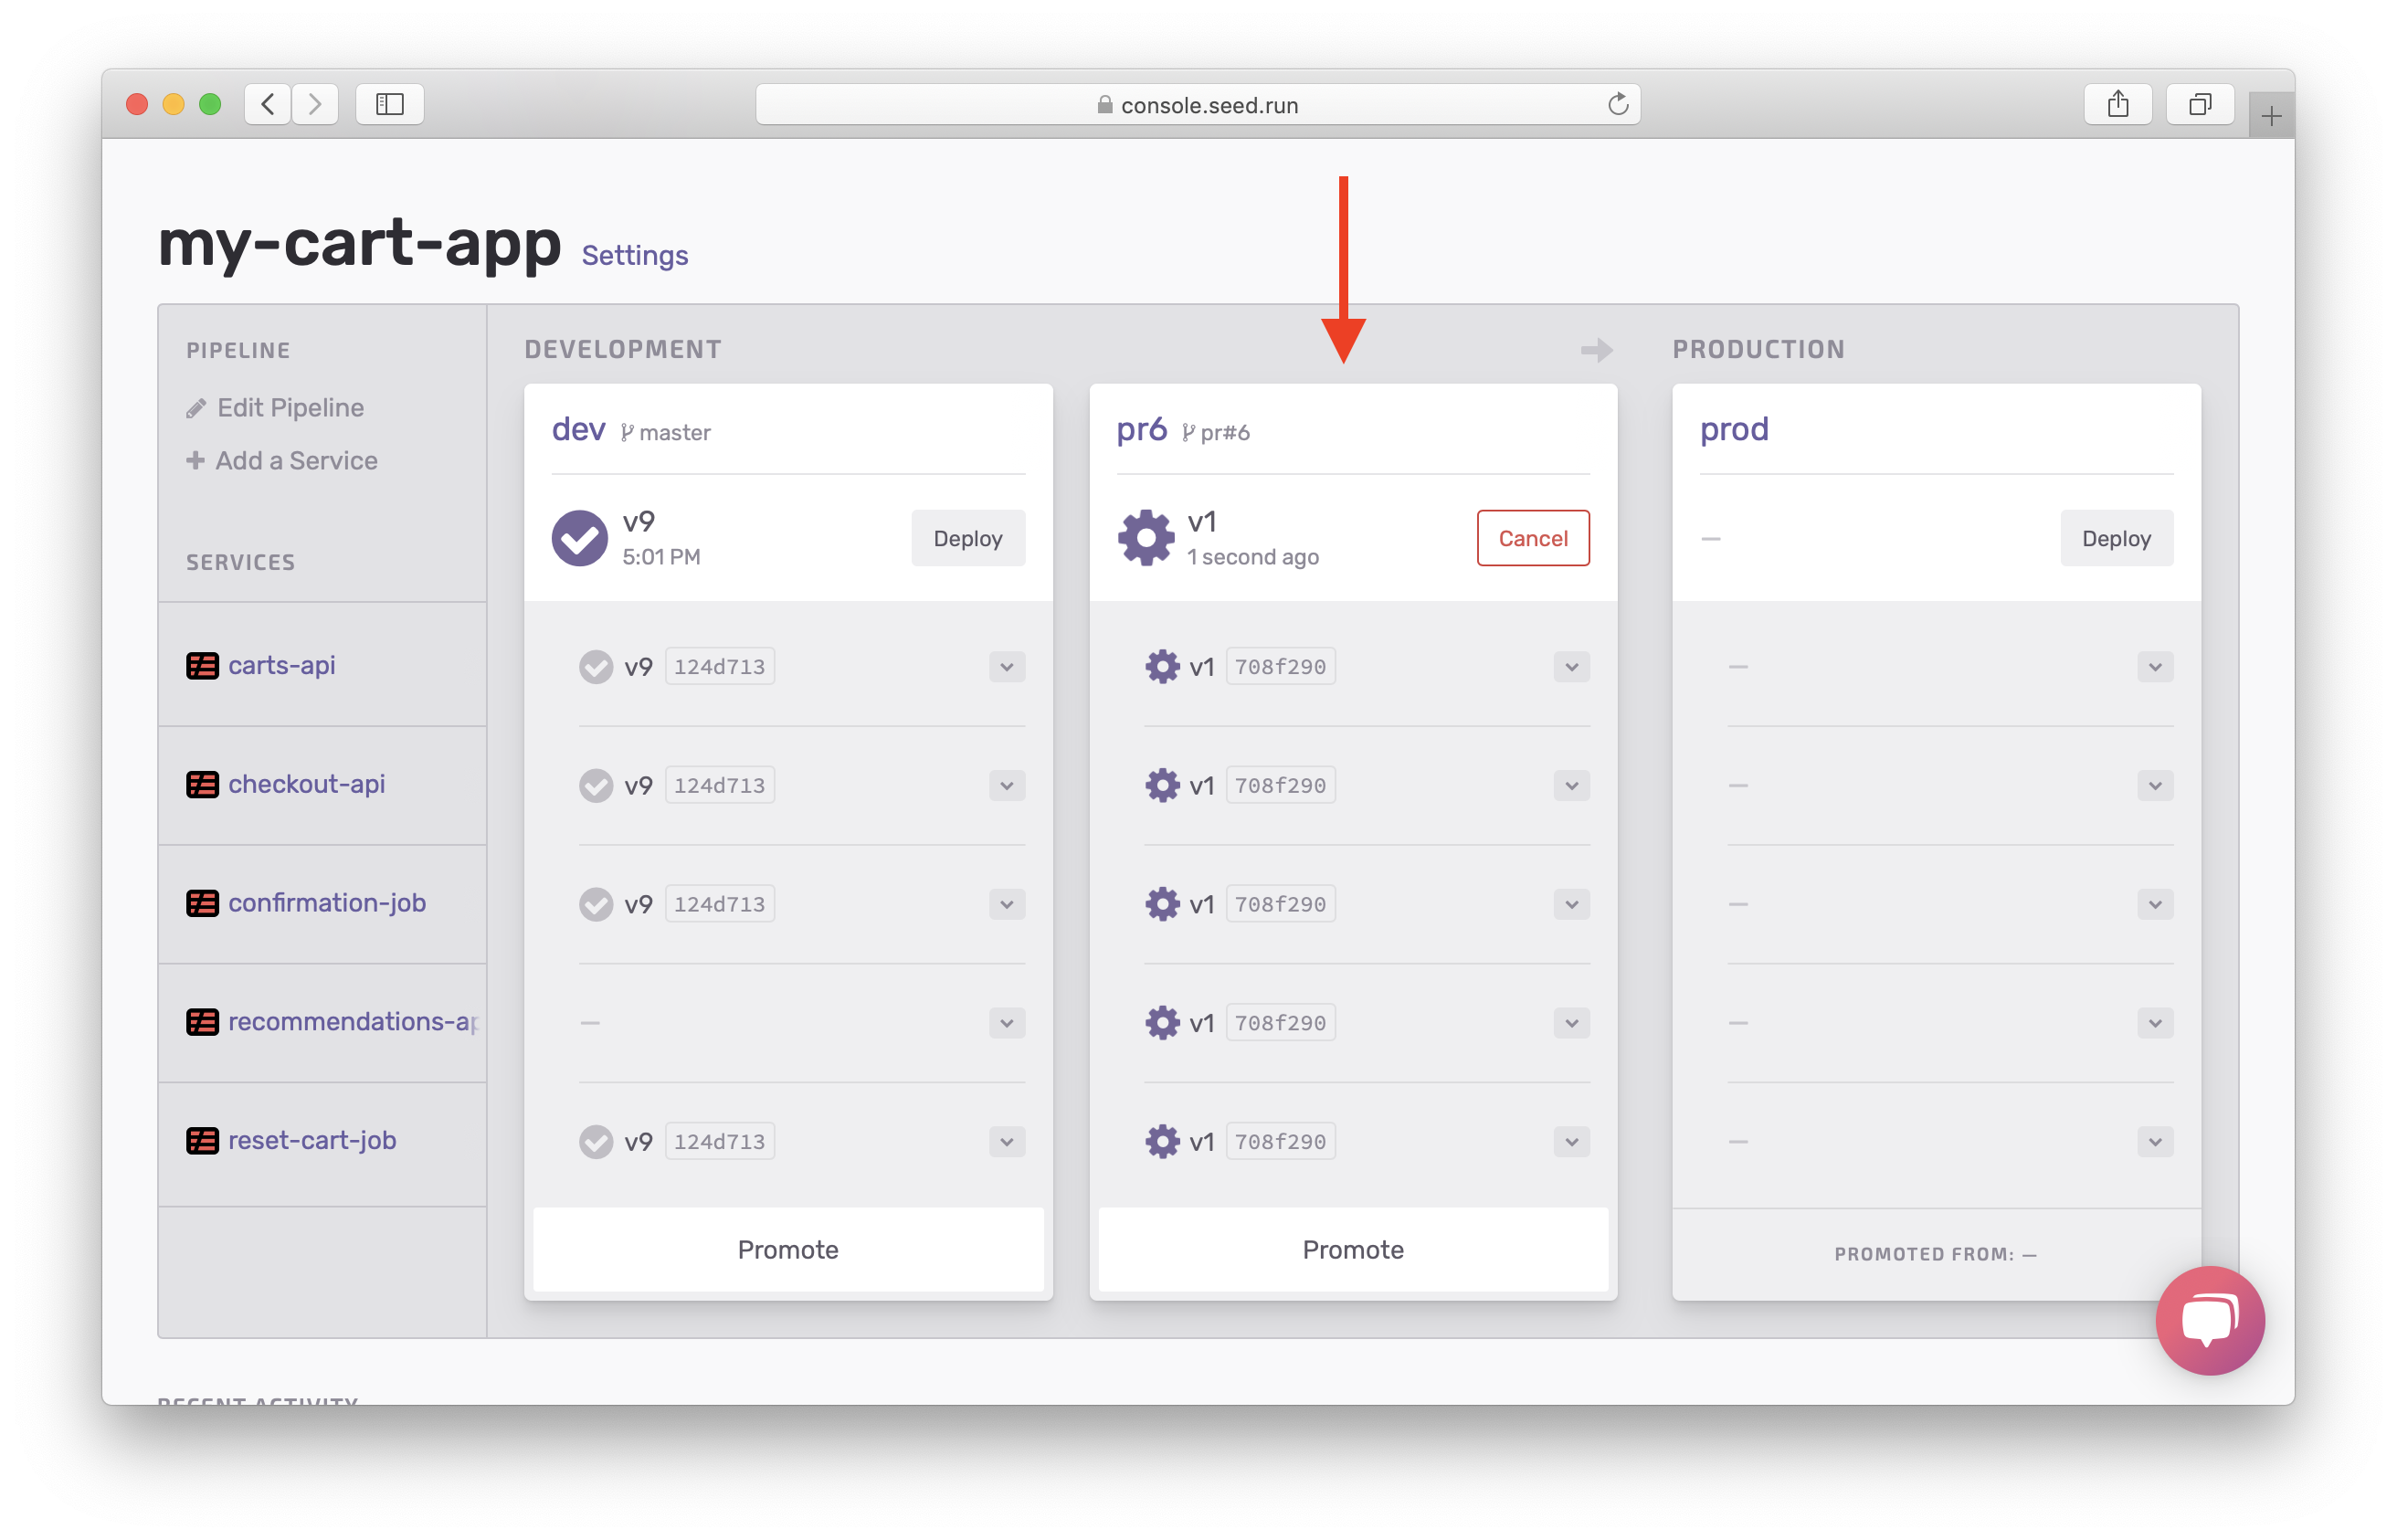 console.seed.run
my-cart-app Settings
PIPELINE
Edit Pipeline
Add a Service
SERVICES
carts-api
checkout-api
confirmation-job
recommendations-ap
reset-cart-job
DEVELOPMENT
dev master
v9
5:01 PM
Deploy
v9 124d713
v9 124d713
v9 124d713
—
v9 124d713
Promote
pr6 pr#6
v1
1 second ago
Cancel
v1 708f290
v1 708f290
v1 708f290
v1 708f290
v1 708f290
Promote
PRODUCTION
prod
—
Deploy
—
—
—
—
—
PROMOTED FROM: —
RECENT ACTIVITY